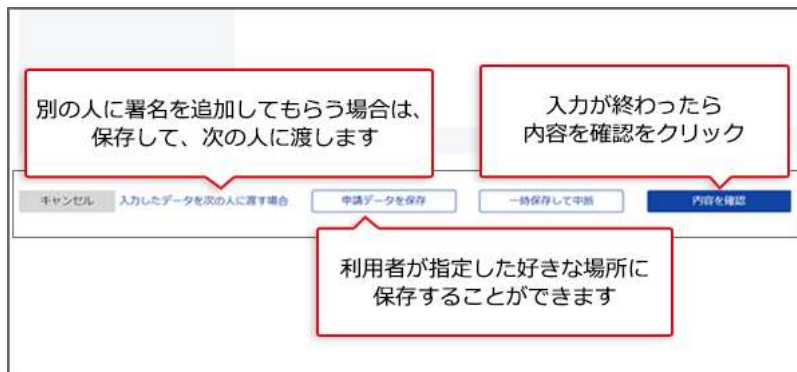 別の人に署名を追加してもらう場合は、
保存して、次の人に渡します
入力が終わったら
内容を確認をクリック
キャンセル 入力したデータを次の人に渡す場合 申請データを保存 一時保存して中断 内容を確認
利用者が指定した好きな場所に
保存することができます